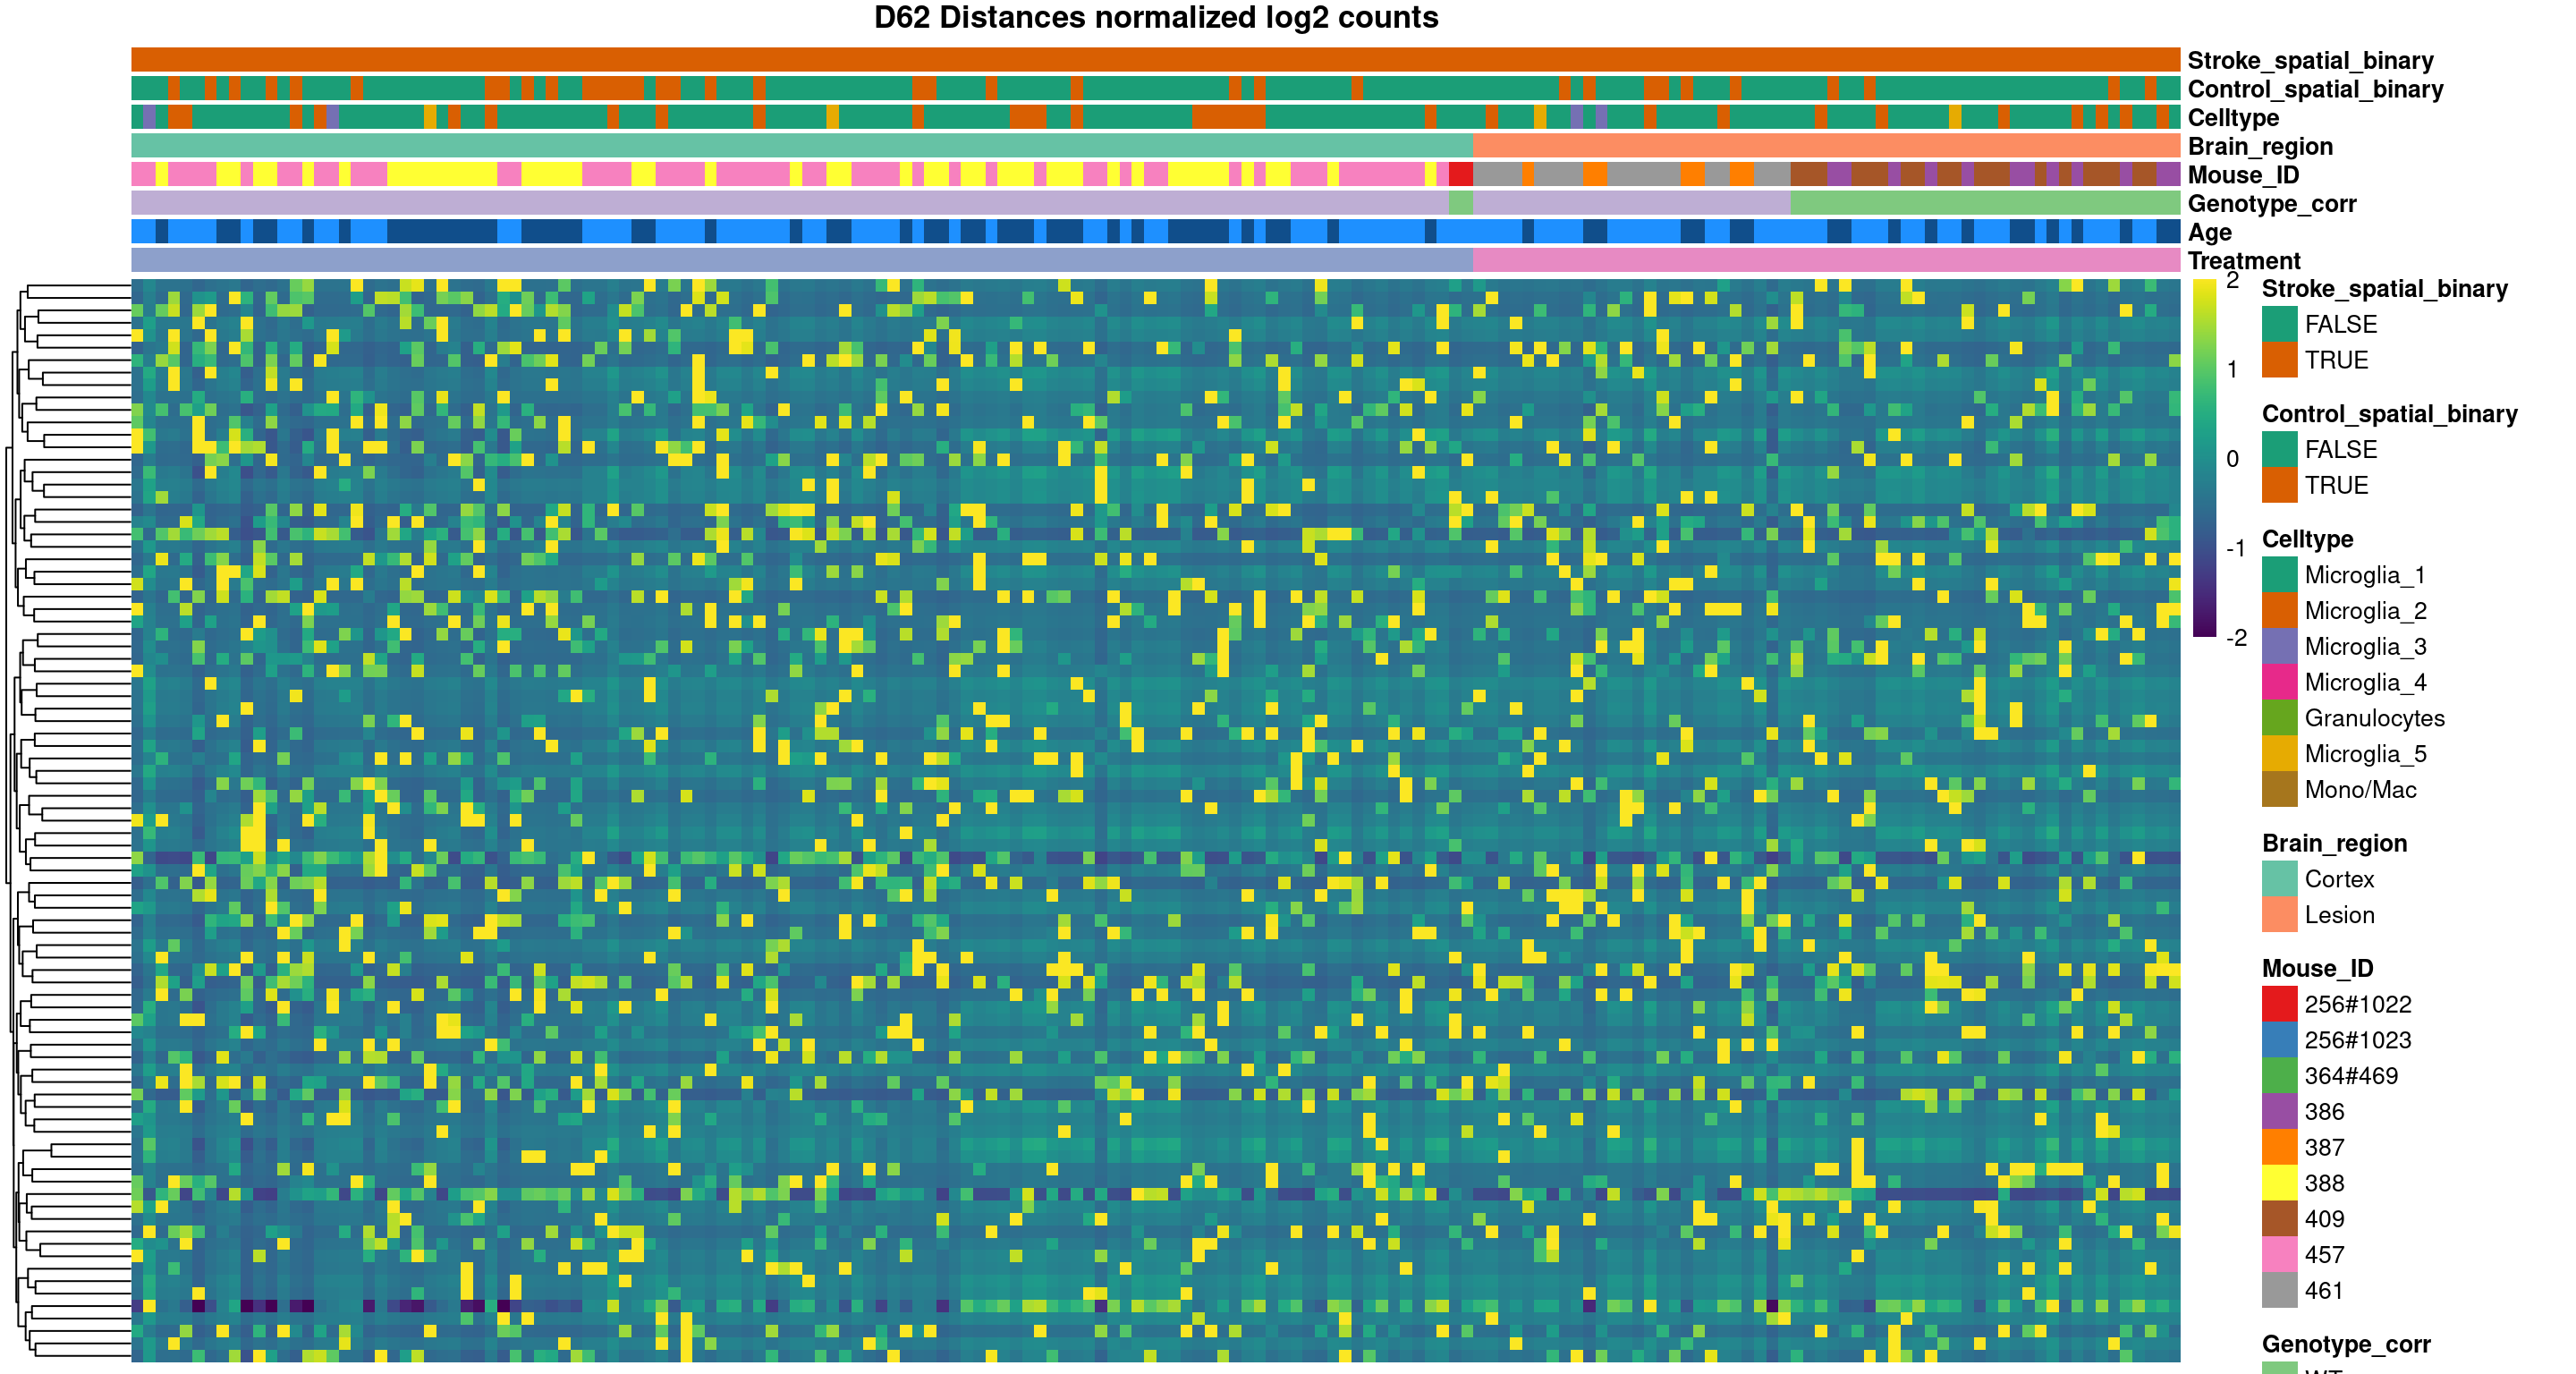 D62 Distances normalized log2 counts
Stroke_spatial_binary
Control_spatial_binary
Celltype
Brain_region
Mouse_ID
Genotype_corr
Age
Treatment
2
1
0
-1
-2
Stroke_spatial_binary
FALSE
TRUE
Control_spatial_binary
FALSE
TRUE
Celltype
Microglia_1
Microglia_2
Microglia_3
Microglia_4
Granulocytes
Microglia_5
Mono/Mac
Brain_region
Cortex
Lesion
Mouse_ID
256#1022
256#1023
364#469
386
387
388
409
457
461
Genotype_corr